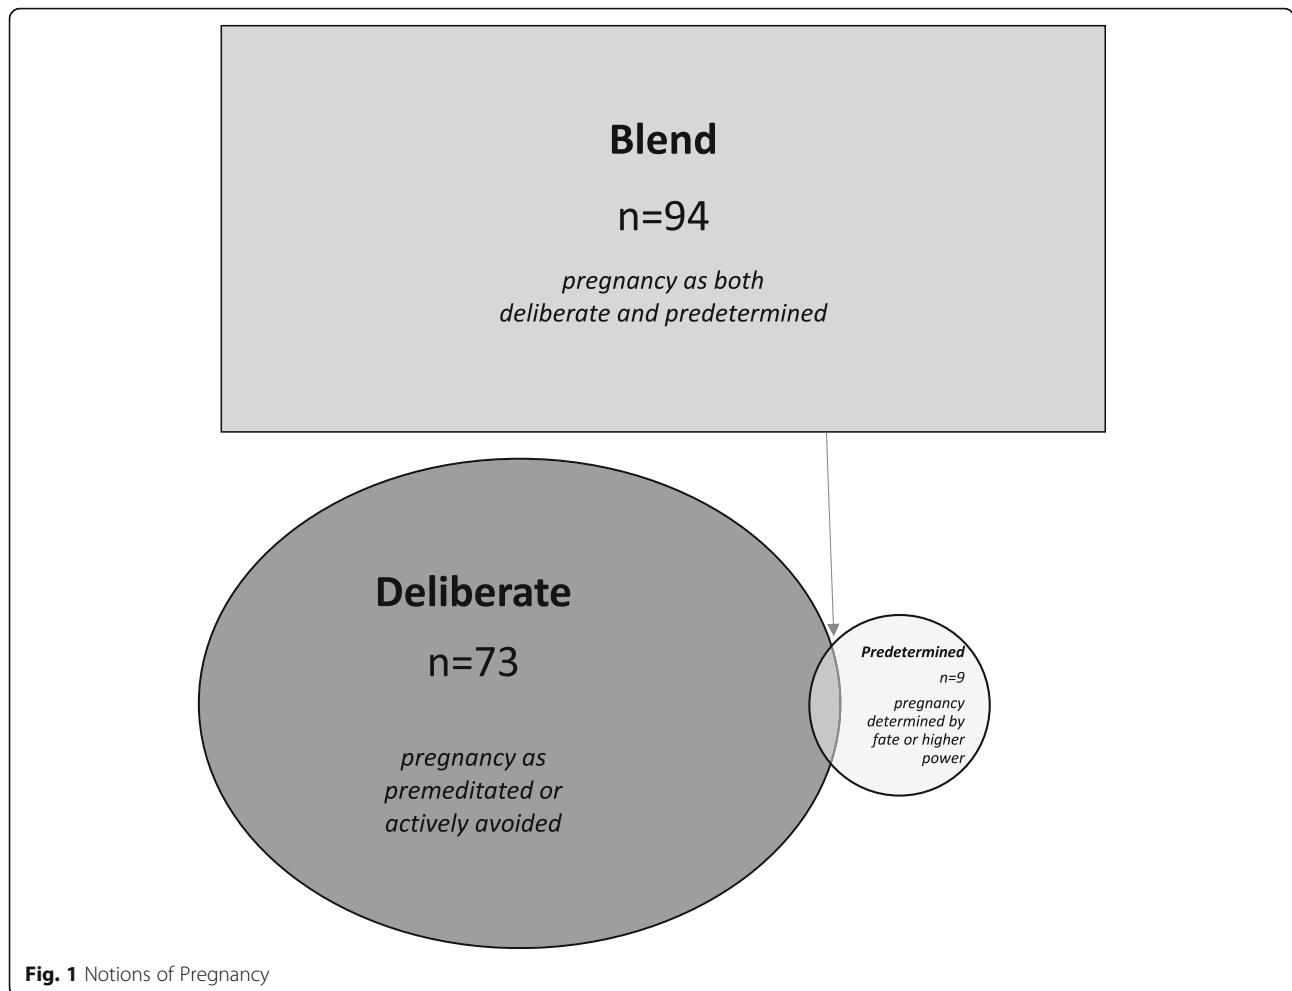 Blend
n=94
pregnancy as both
deliberate and predetermined
Deliberate
n=73
pregnancy as
premeditated or
actively avoided
Predetermined
n=9
pregnancy
determined by
fate or higher
power
Fig. 1 Notions of Pregnancy